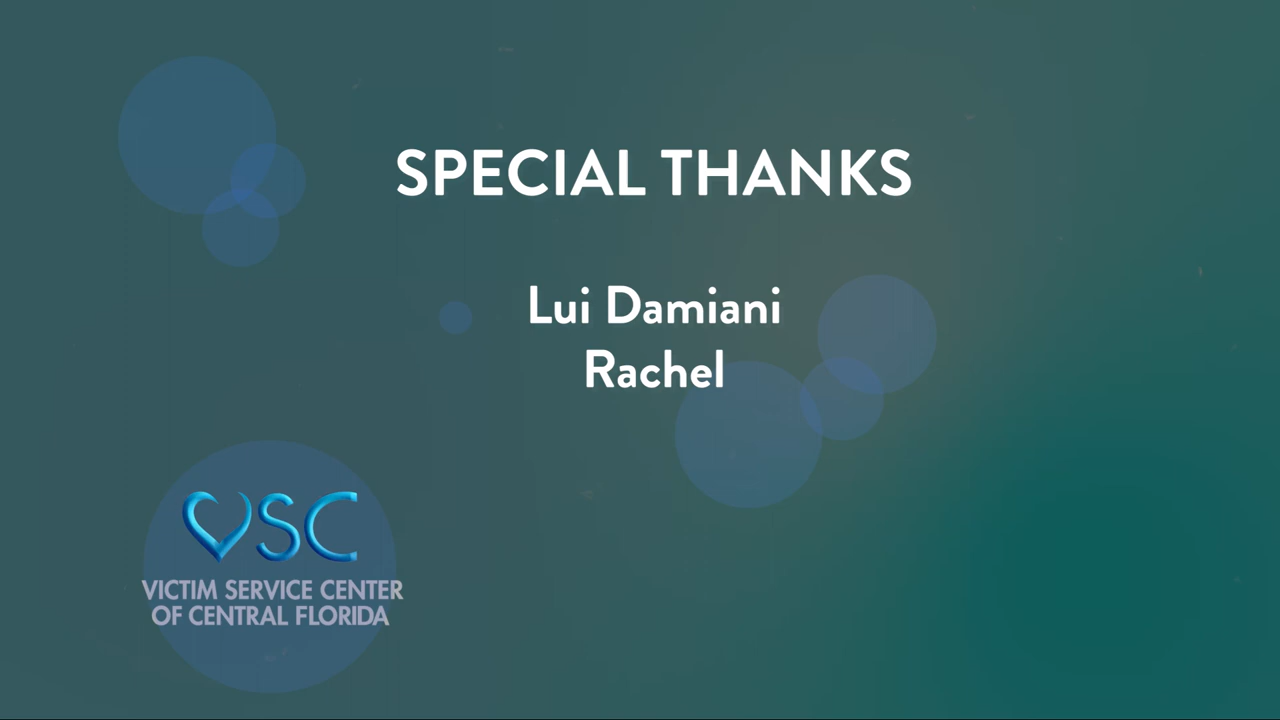 SPECIAL THANKS
Lui Damiani
Rachel
VSC
VICTIM SERVICE CENTER
OF CENTRAL FLORIDA